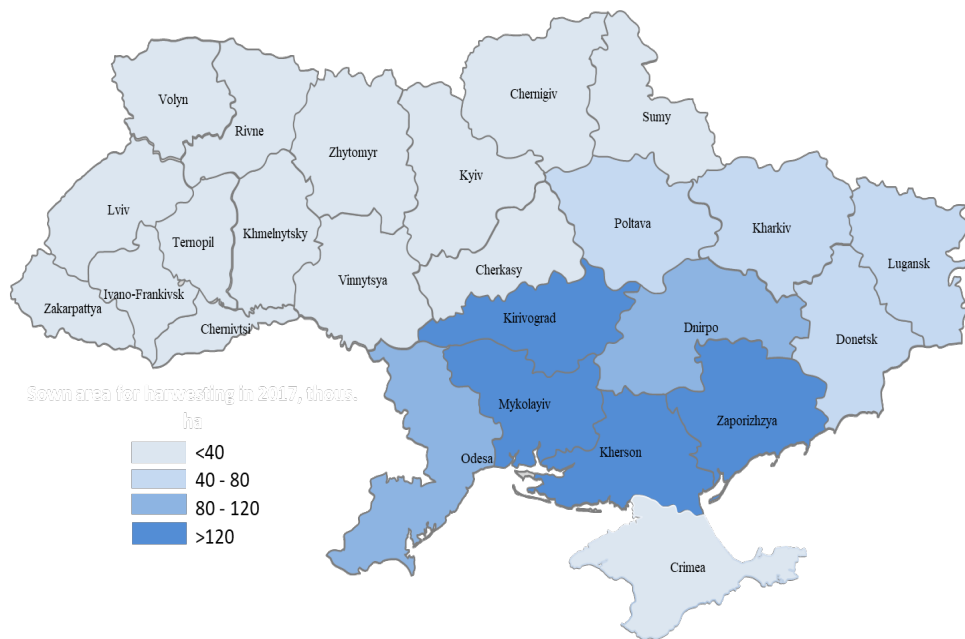 Chernigiv
Volyn
Sumy
Rivne
Zhytomyr
Kyiv
Lviv
Poltava
Kharkiv
Khmelnytsky
Ternopil
Lugansk
Cherkasy
Vinnytsya
Ivano-Frankivsk
Zakarpattya
Kirivograd
Chernivtsi
Dnirpo
Donetsk
Sown area for harvesting in 2017, thous.
ha
Mykolayiv
Zaporizhzya
Kherson
Odesa
<40
40 - 80
80 - 120
>120
Crimea